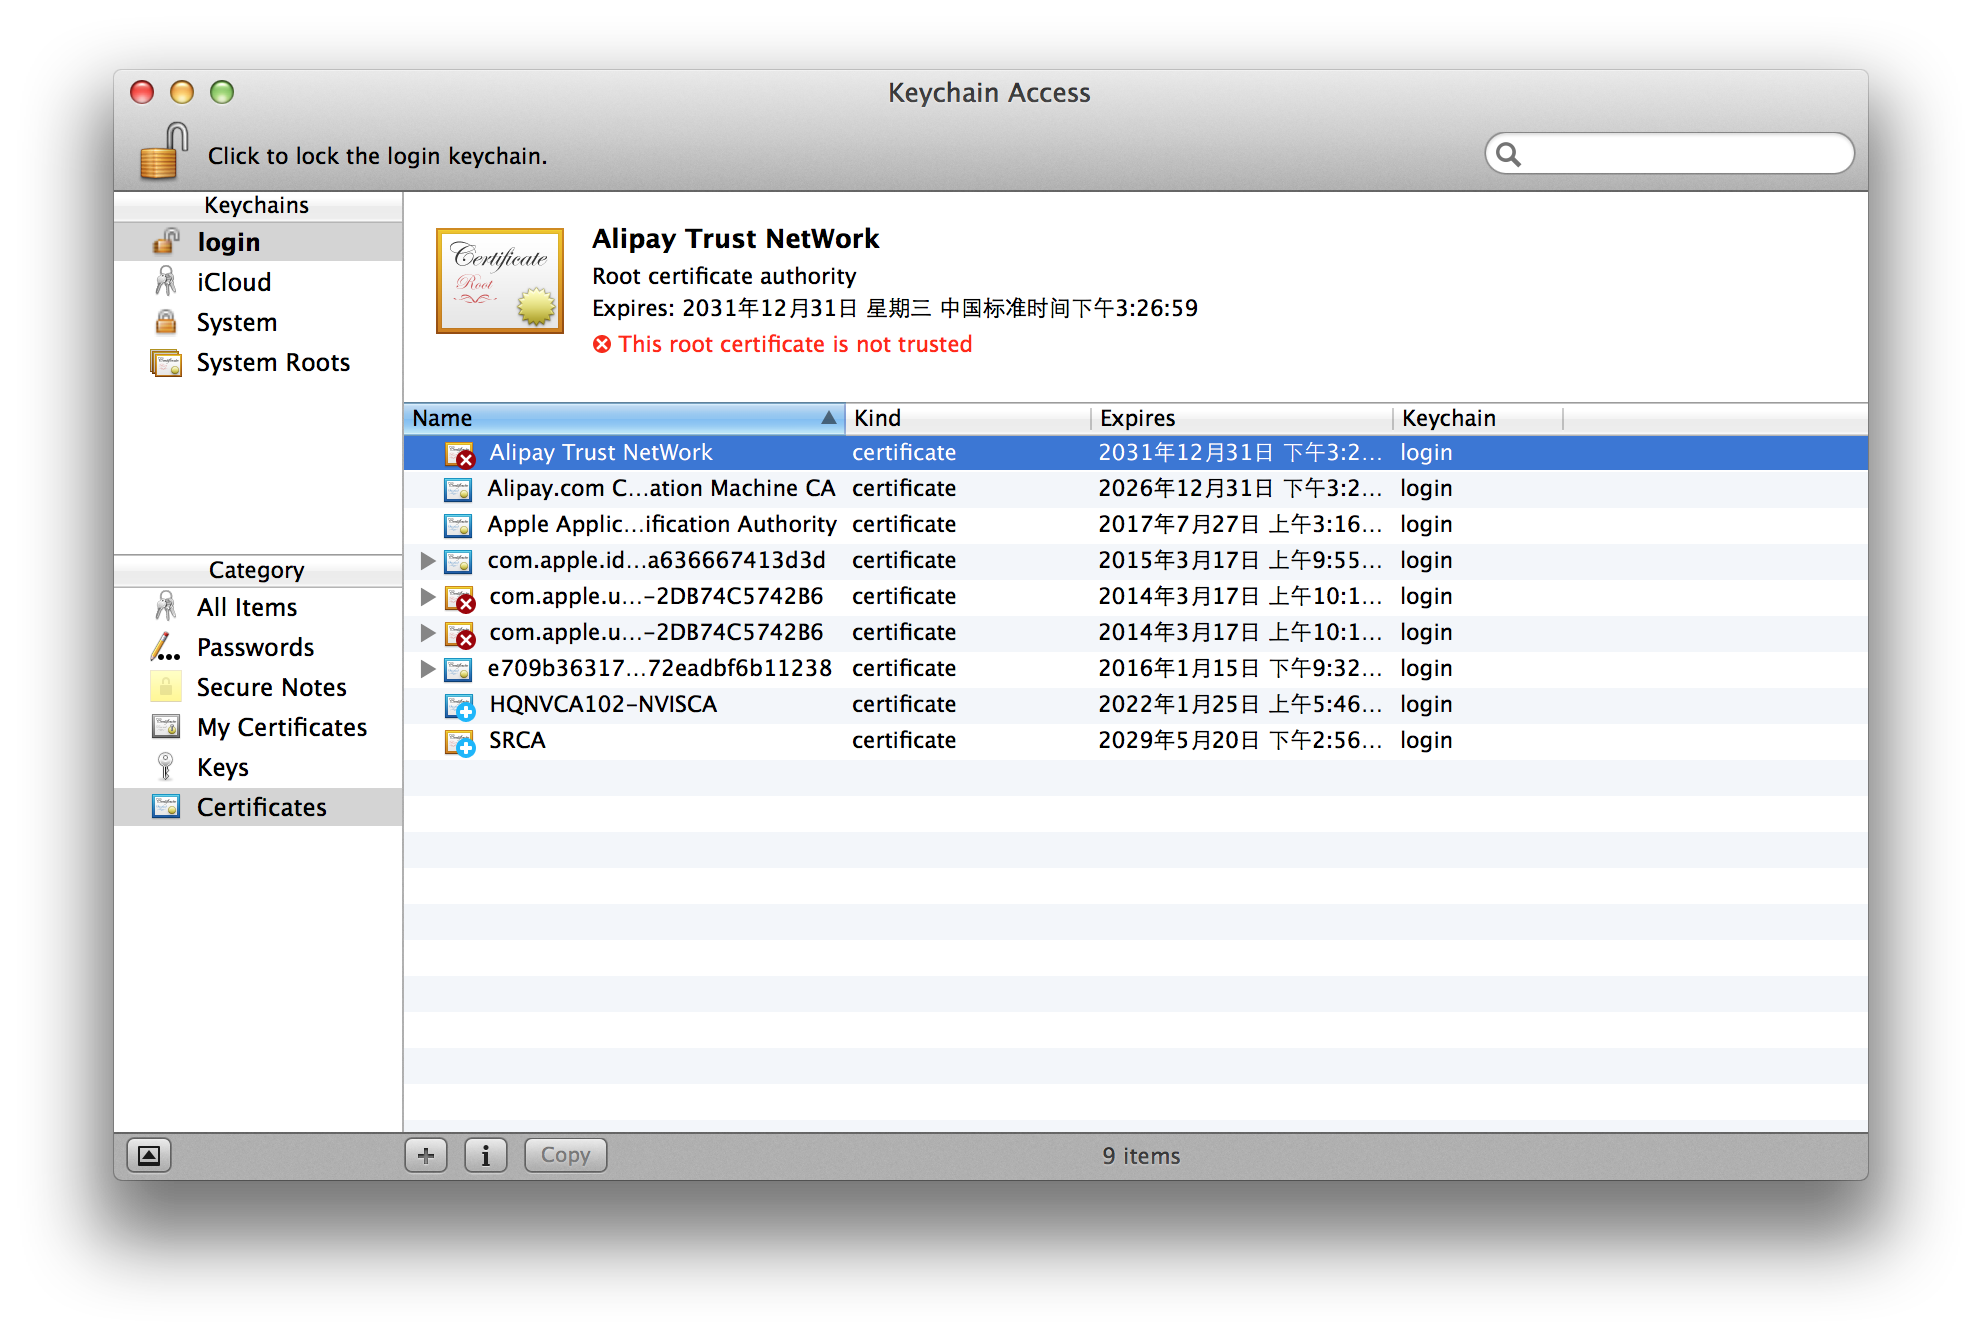 Keychain Access
Click to lock the login keychain.
Keychains
login
iCloud
System
System Roots
Category
All Items
Passwords
Secure Notes
My Certificates
Keys
Certificates
Certificate
Root
Alipay Trust NetWork
Root certificate authority
Expires: 2031年12月31日 星期三 中国标准时间下午3:26:59
This root certificate is not trusted
Name Kind Expires Keychain
Alipay Trust NetWork certificate 2031年12月31日 下午3:2... login
Alipay.com C...ation Machine CA certificate 2026年12月31日 下午3:2... login
Apple Applic...ification Authority certificate 2017年7月27日 上午3:16... login
com.apple.id...a636667413d3d certificate 2015年3月17日 上午9:55... login
com.apple.u...-2DB74C5742B6 certificate 2014年3月17日 上午10:1... login
com.apple.u...-2DB74C5742B6 certificate 2014年3月17日 上午10:1... login
e709b36317...72eadbf6b11238 certificate 2016年1月15日 下午9:32... login
HQNVCA102-NVISCA certificate 2022年1月25日 上午5:46... login
SRCA certificate 2029年5月20日 下午2:56... login
Copy
9 items